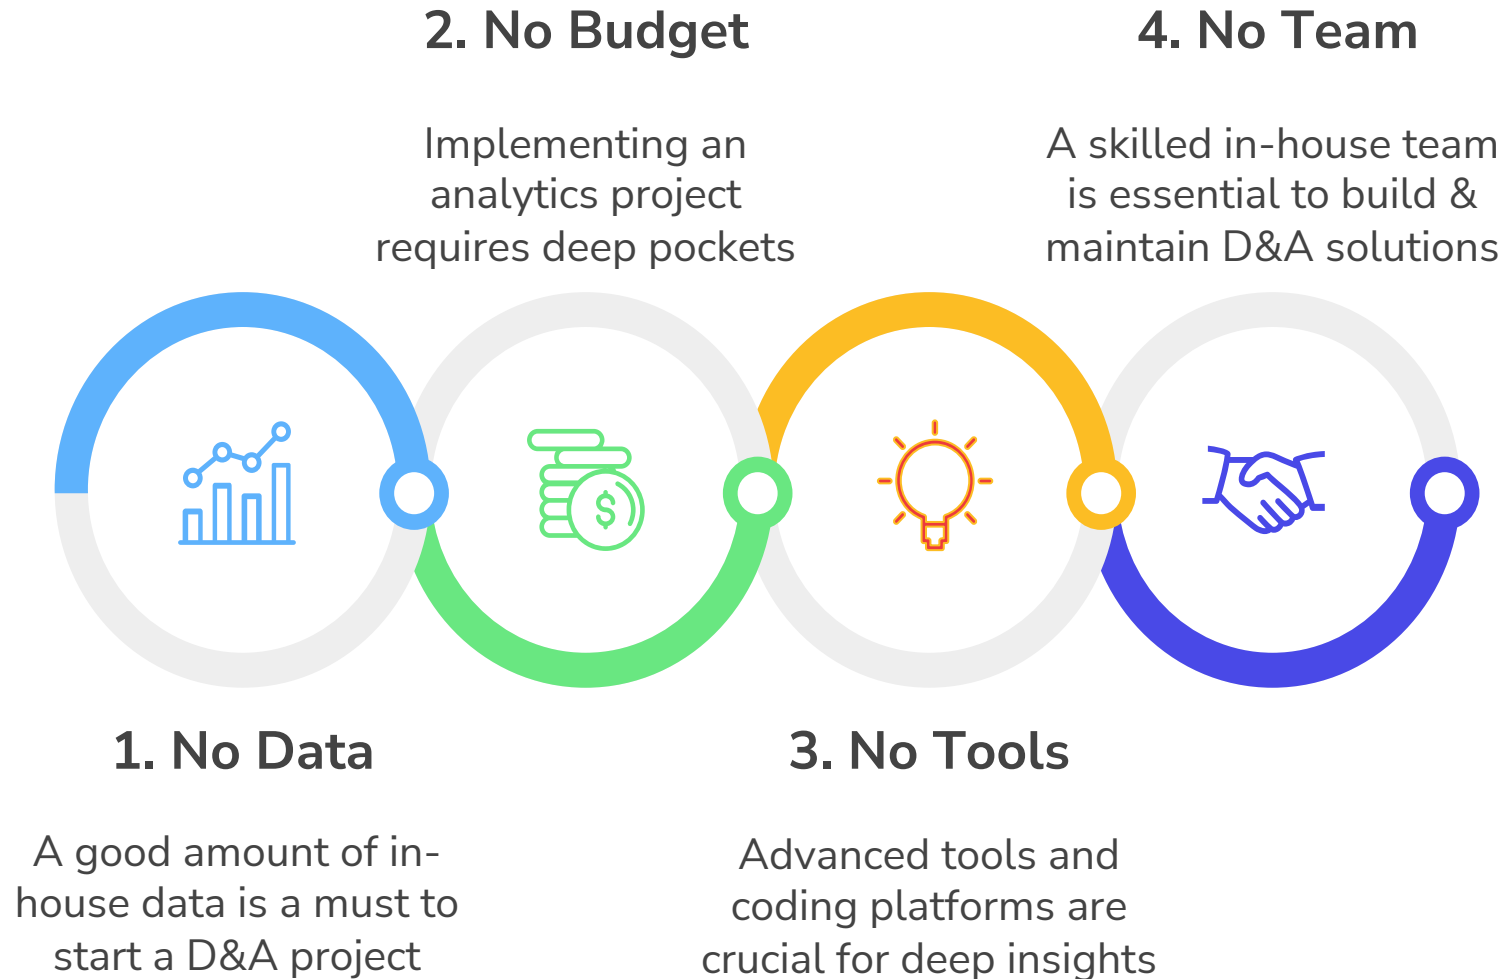 2. No Budget
Implementing an
analytics project
requires deep pockets
4. No Team
A skilled in-house team
is essential to build &
maintain D&A solutions
$
1. No Data
A good amount of in-
house data is a must to
start a D&A project
3. No Tools
Advanced tools and
coding platforms are
crucial for deep insights